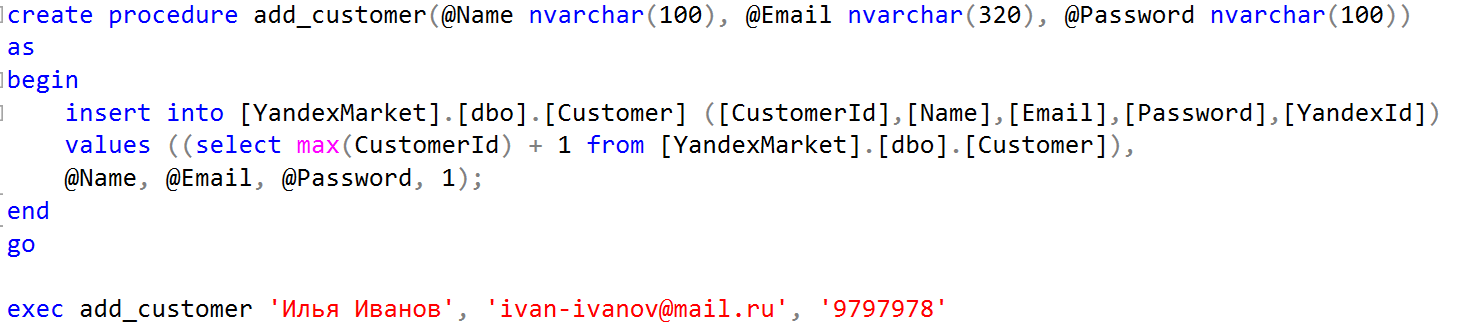 create procedure add_customer(@Name nvarchar(100), @Email nvarchar(320), @Password nvarchar(100))
as
begin
    insert into [YandexMarket].[dbo].[Customer] ([CustomerId],[Name],[Email],[Password],[YandexId])
    values ((select max(CustomerId) + 1 from [YandexMarket].[dbo].[Customer]),
    @Name, @Email, @Password, 1);
end
go

exec add_customer 'Илья Иванов', 'ivan-ivanov@mail.ru', '9797978'